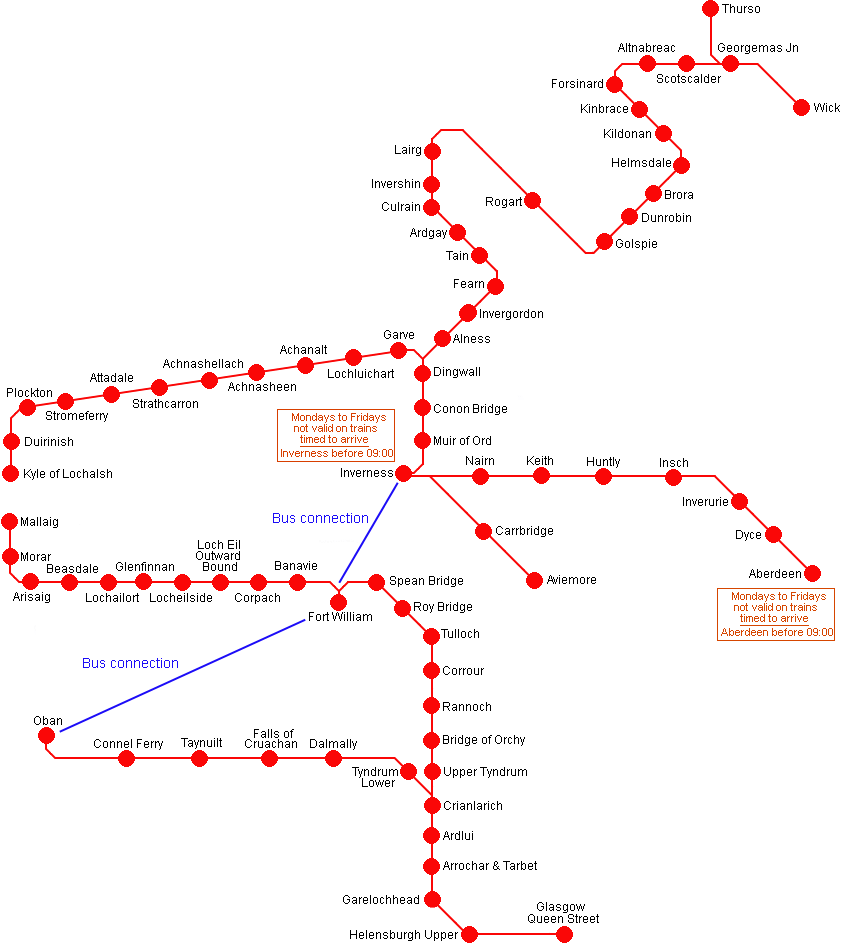 Thurso
Altnabreac
Georgemas Jn
Scotscalder
Forsinard
Wick
Kinbrace
Kildonan
Lairg
Helmsdale
Invershin
Brora
Rogart
Culrain
Dunrobin
Ardgay
Golspie
Tain
Fearn
Invergordon
Garve
Alness
Achanalt
Achnashellach
Lochluichart
Dingwall
Attadale
Achnasheen
Plockton
Strathcarron
Stromeferry
Conon Bridge
Mondays to Fridays
not valid on trains
timed to arrive
Inverness before 09:00
Duirinish
Muir of Ord
Kyle of Lochalsh
Inverness
Nairn
Keith
Huntly
Insch
Inverurie
Bus connection
Mallaig
Carrbridge
Dyce
Loch Eil
Outward
Bound
Morar
Glenfinnan
Banavie
Beasdale
Aberdeen
Spean Bridge
Aviemore
Arisaig
Lochailort
Locheilside
Corpach
Mondays to Fridays
not valid on trains
timed to arrive
Aberdeen before 09:00
Roy Bridge
Fort William
Tulloch
Bus connection
Corrour
Rannoch
Oban
Falls of
Cruachan
Connel Ferry
Taynuilt
Dalmally
Bridge of Orchy
Tyndrum
Lower
Upper Tyndrum
Crianlarich
Ardlui
Arrochar & Tarbet
Garelochhead
Glasgow
Queen Street
Helensburgh Upper